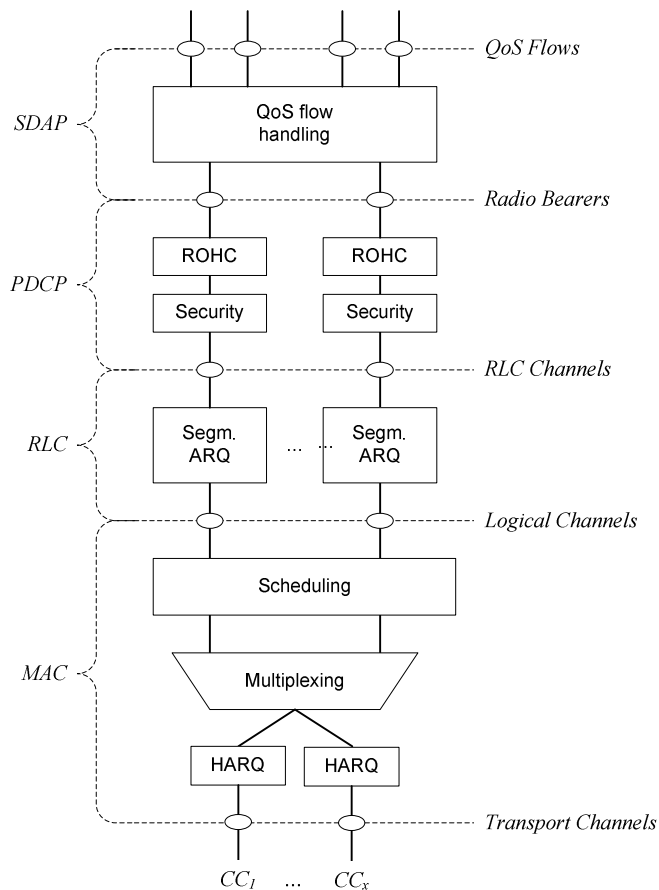 QoS Flows
QoS flow
handling
SDAP
Radio Bearers
ROHC
ROHC
PDCP
Security
Security
RLC Channels
Segm.
ARQ
... ...
Segm.
ARQ
RLC
Logical Channels
Scheduling
MAC
Multiplexing
HARQ
HARQ
Transport Channels
CC1 ... CCx